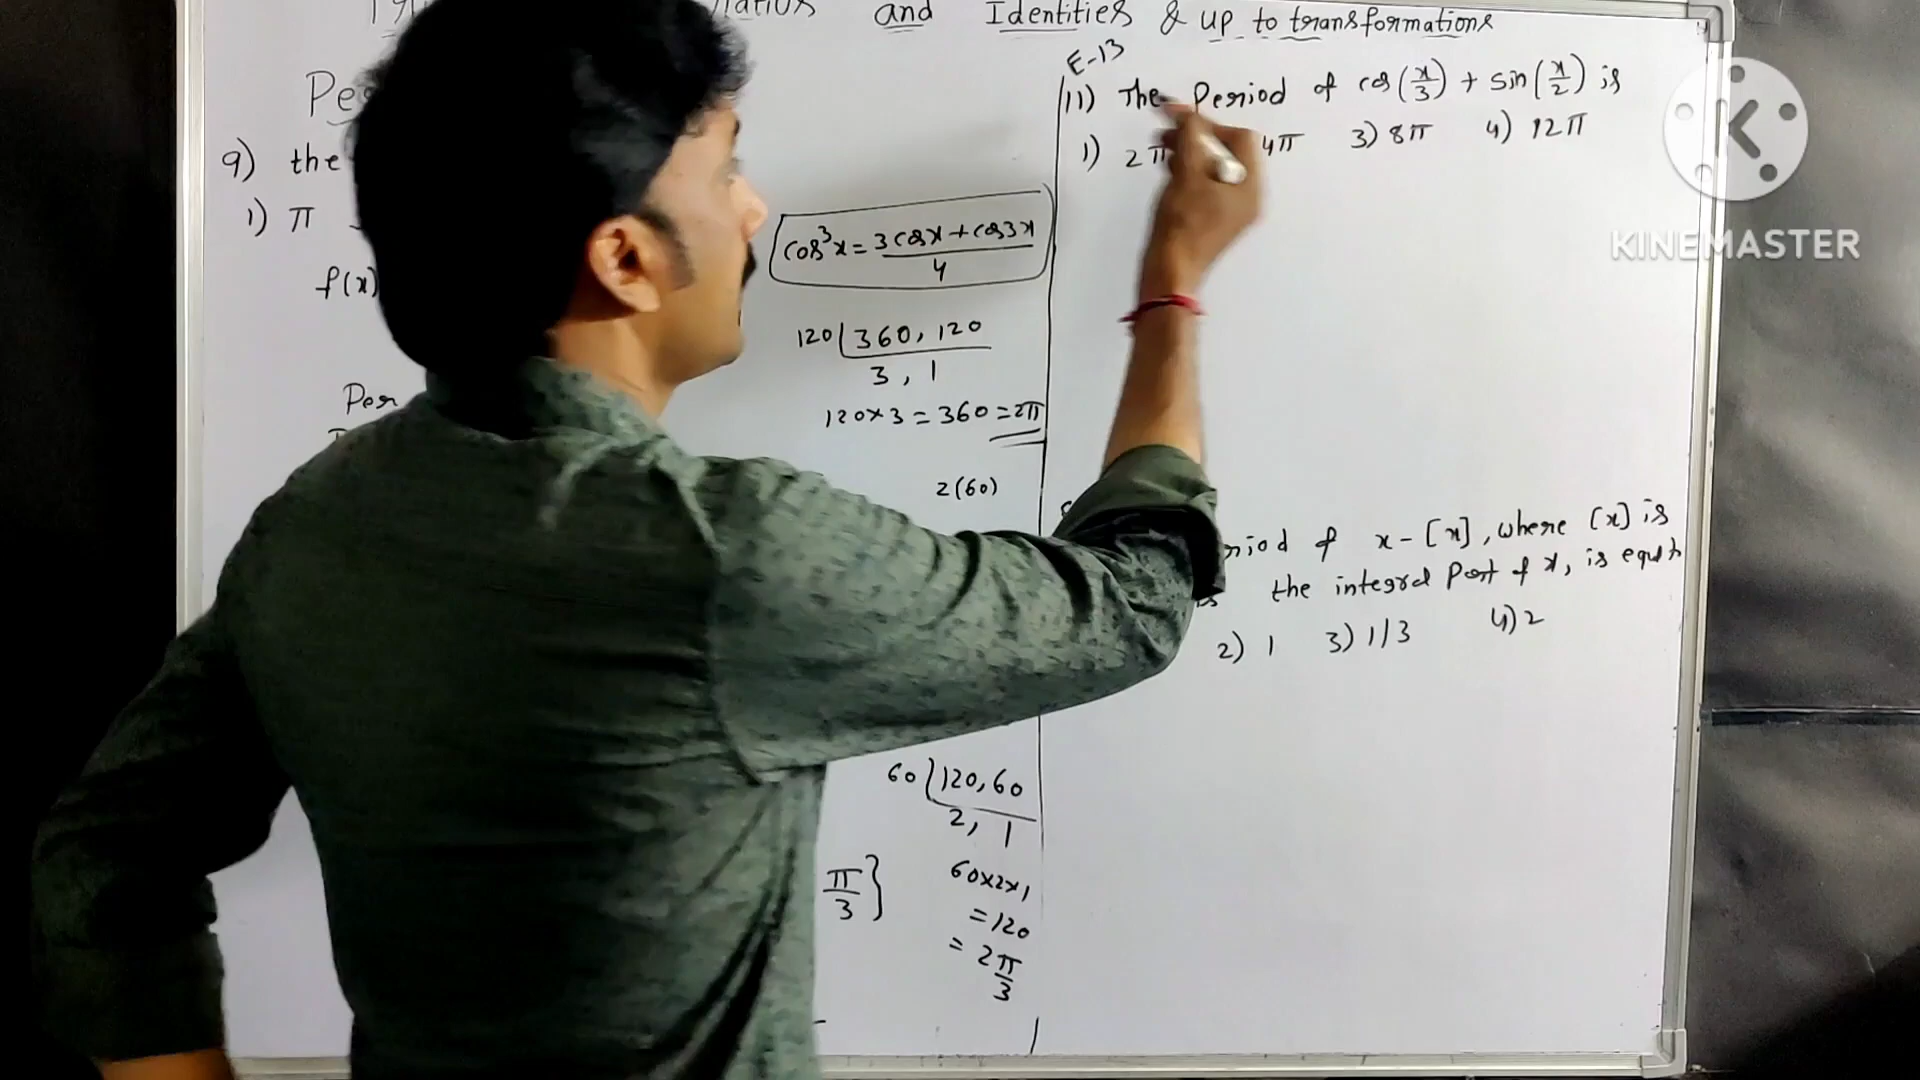 and Identities & up to transformations
E-13
11) The Period of cos(x/3) + sin(x/2) is
1) 2π 4π 3) 8π 4) 12π
KINEMASTER
9) the
1) π
f(x)
cos³x = 3cosx + cos3x / 4
120 | 360, 120
3, 1
120×3 = 360 = 2π
2(60)
riod of x - [x], where [x] is
the integral Part of x, is equal to
2) 1 3) 1/3 4) 2
60 | 120, 60
2, 1
60×2×1
= 120
= 2π/3
π/3 }